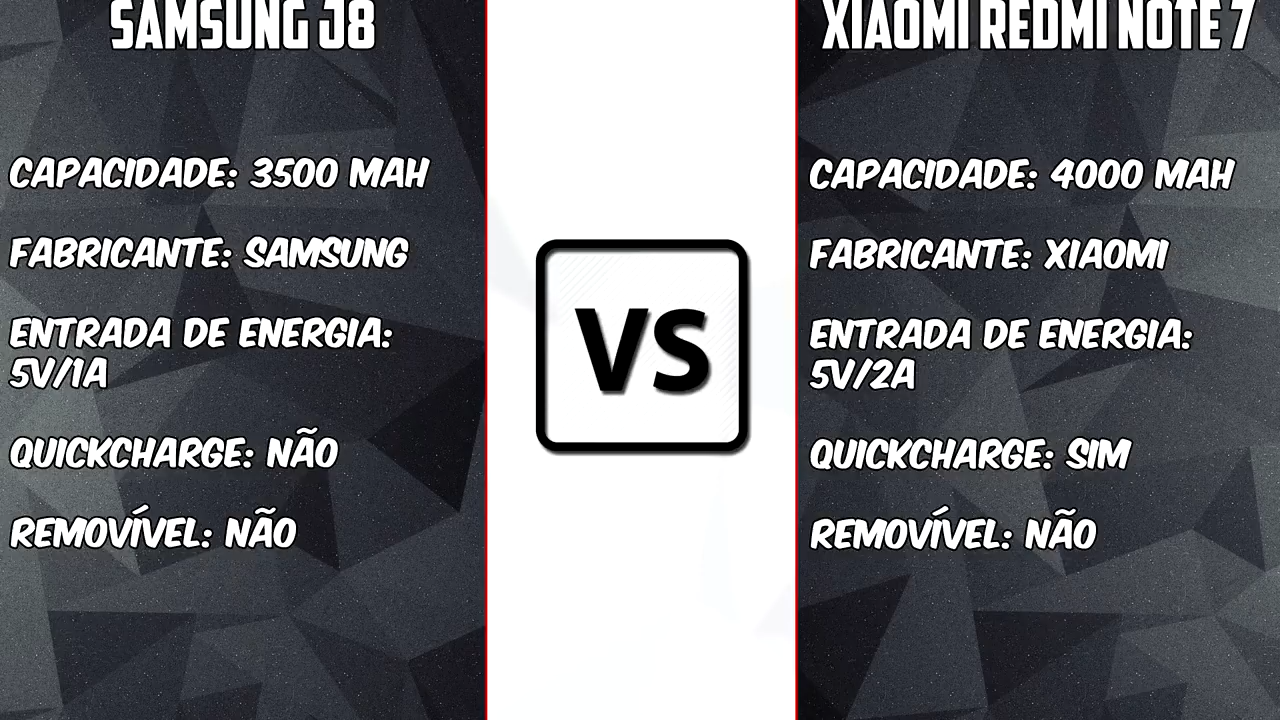 SAMSUNG J8
CAPACIDADE: 3500 MAH
FABRICANTE: SAMSUNG
ENTRADA DE ENERGIA:
5V/1A
QUICKCHARGE: NÃO
REMOVÍVEL: NÃO
VS
XIAOMI REDMI NOTE 7
CAPACIDADE: 4000 MAH
FABRICANTE: XIAOMI
ENTRADA DE ENERGIA:
5V/2A
QUICKCHARGE: SIM
REMOVÍVEL: NÃO